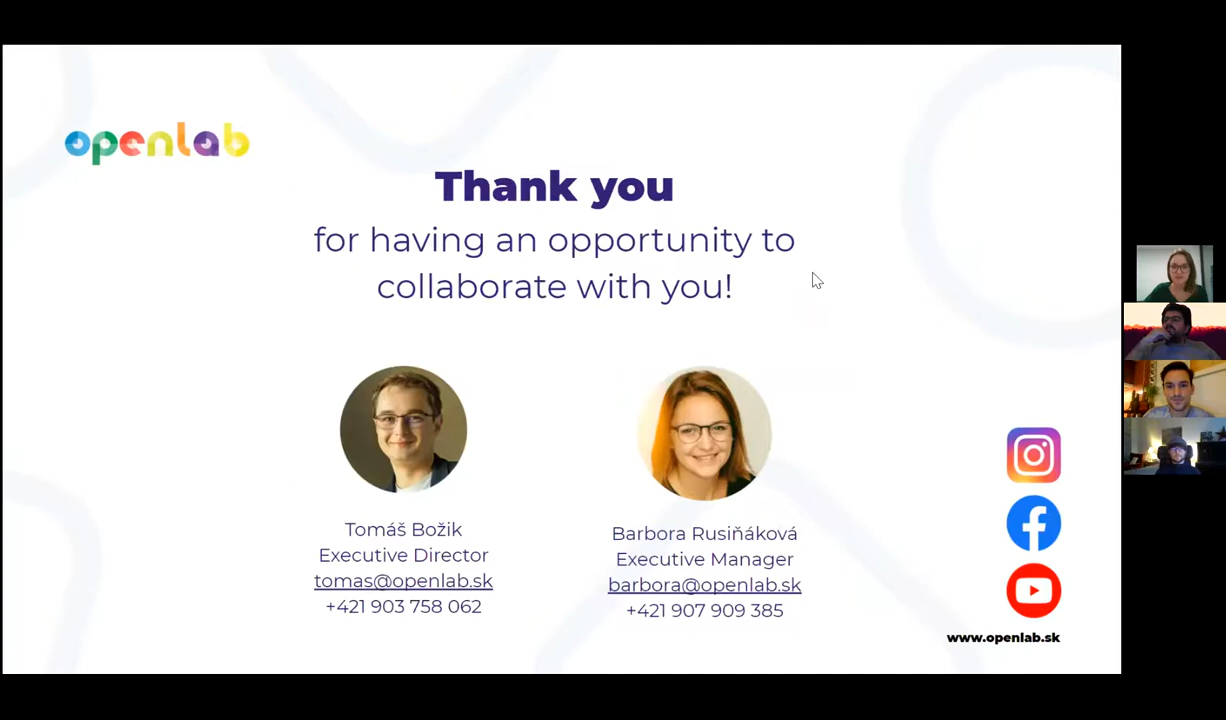 openlab
Thank you
for having an opportunity to
collaborate with you!
Tomáš Božik
Executive Director
tomas@openlab.sk
+421 903 758 062
Barbora Rusiňáková
Executive Manager
barbora@openlab.sk
+421 907 909 385
www.openlab.sk